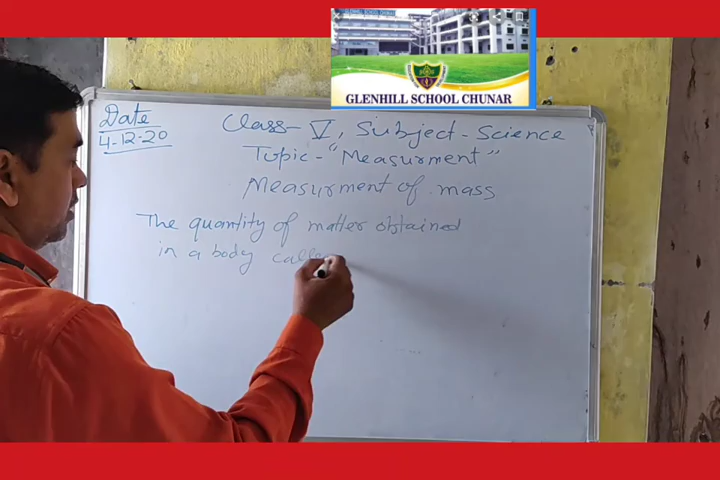 GLENHILL SCHOOL CHUNAR
Date
4-12-20
Class-V, Subject-Science
Topic-"Measurment"
Measurment of mass
The quantity of matter obtained
in a body calle